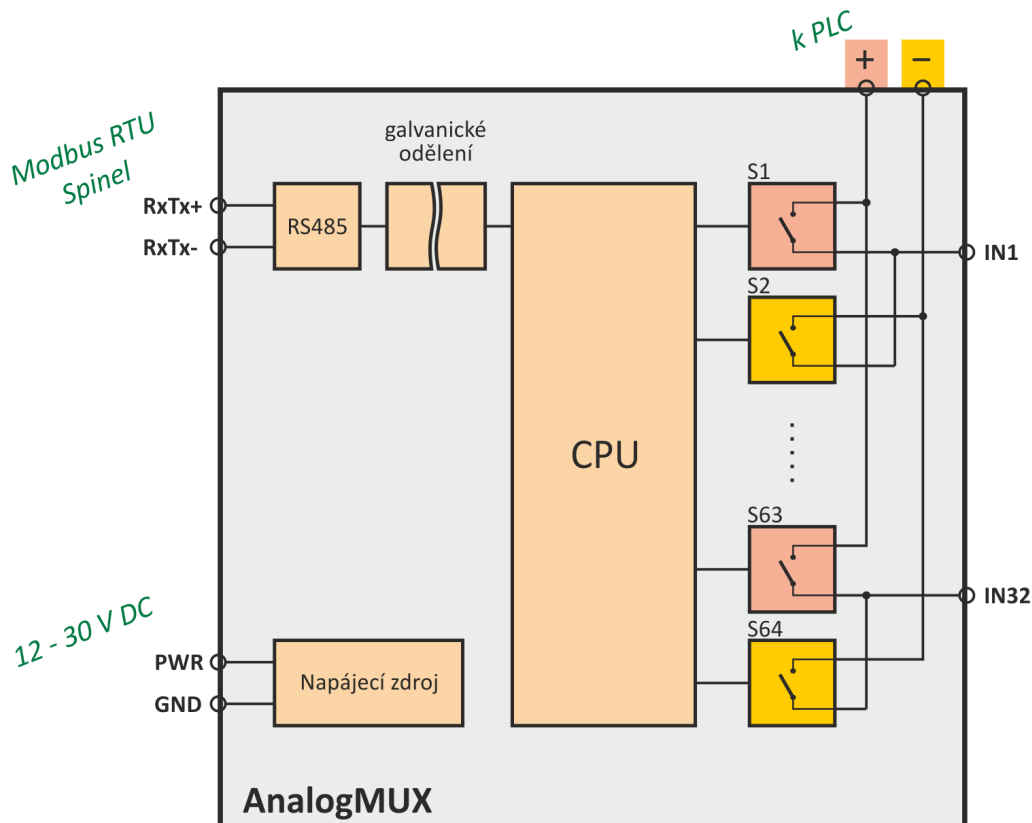 k PLC
+
−
Modbus RTU
Spinel
galvanické
odělení
S1
RxTx+
RS485
RxTx-
IN1
S2
CPU
S63
IN32
12 - 30 V DC
S64
PWR
Napájecí zdroj
GND
AnalogMUX